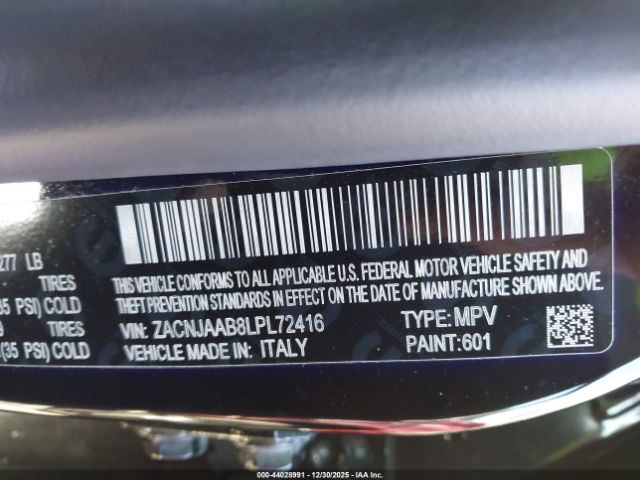 277 LB
TIRES
35 PSI) COLD
TIRES
(35 PSI) COLD
THIS VEHICLE CONFORMS TO ALL APPLICABLE U.S. FEDERAL MOTOR VEHICLE SAFETY AND
THEFT PREVENTION STANDARDS IN EFFECT ON THE DATE OF MANUFACTURE SHOWN ABOVE.
VIN: ZACNJAAB8LPL72416 TYPE: MPV
VEHICLE MADE IN: ITALY PAINT:601
000-44028991 - 12/30/2025 - IAA Inc.